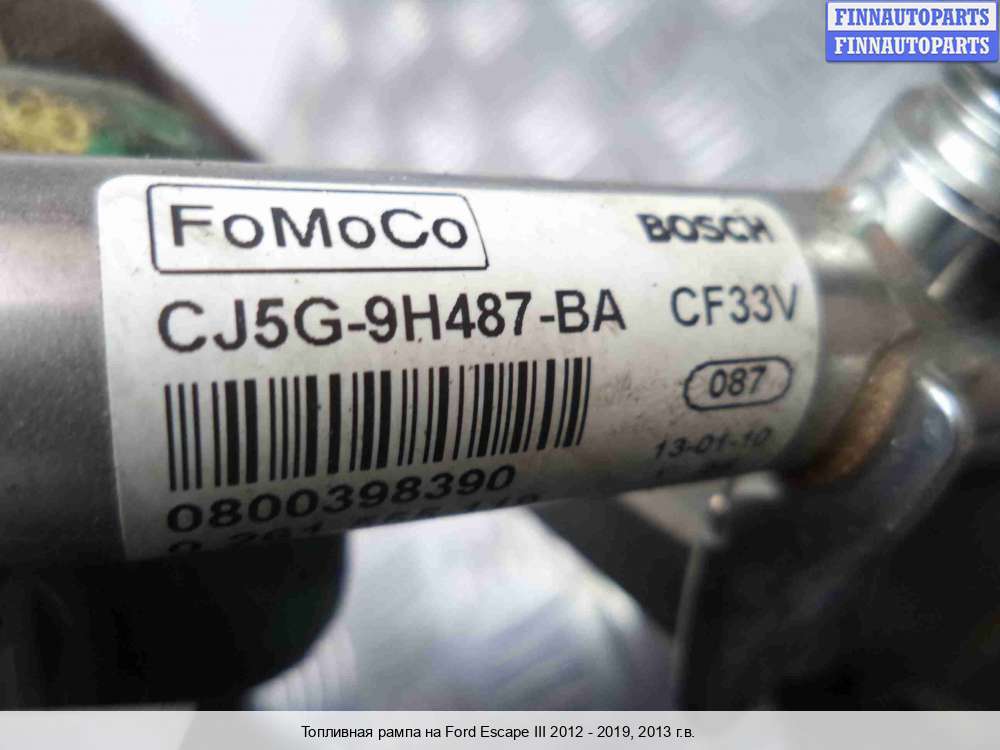 FINNAUTOPARTS
FINNAUTOPARTS
FoMoCo
BOSCH
CJ5G-9H487-BA
CF33V
087
13-01-10
0800398390
Топливная рампа на Ford Escape III 2012 - 2019, 2013 г.в.